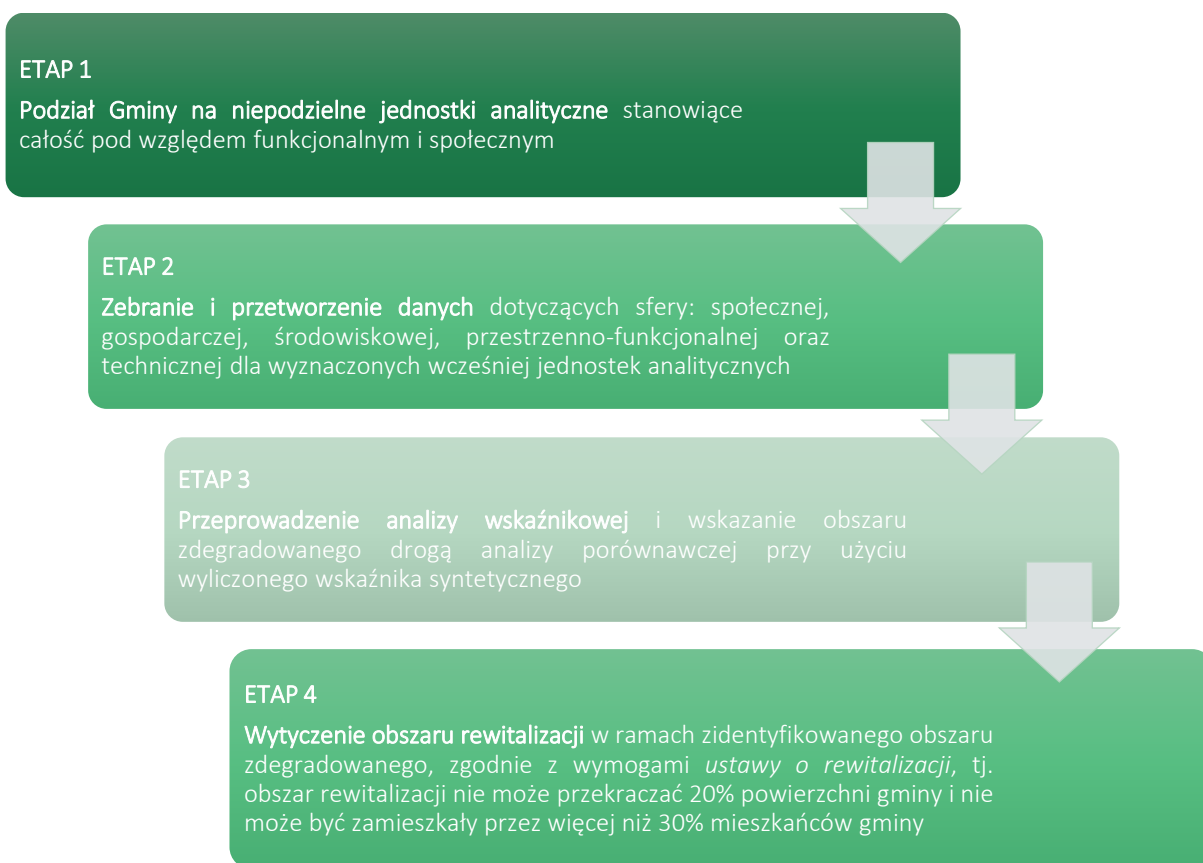 ETAP 1
Podział Gminy na niepodzielne jednostki analityczne stanowiące
całość pod względem funkcjonalnym i społecznym
ETAP 2
Zebranie i przetworzenie danych dotyczących sfery: społecznej,
gospodarczej, środowiskowej, przestrzenno-funkcjonalnej oraz
technicznej dla wyznaczonych wcześniej jednostek analitycznych
ETAP 3
Przeprowadzenie analizy wskaźnikowej i wskazanie obszaru
zdegradowanego drogą analizy porównawczej przy użyciu
wyliczonego wskaźnika syntetycznego
ETAP 4
Wytyczenie obszaru rewitalizacji w ramach zidentyfikowanego obszaru
zdegradowanego, zgodnie z wymogami ustawy o rewitalizacji, tj.
obszar rewitalizacji nie może przekraczać 20% powierzchni gminy i nie
może być zamieszkały przez więcej niż 30% mieszkańców gminy